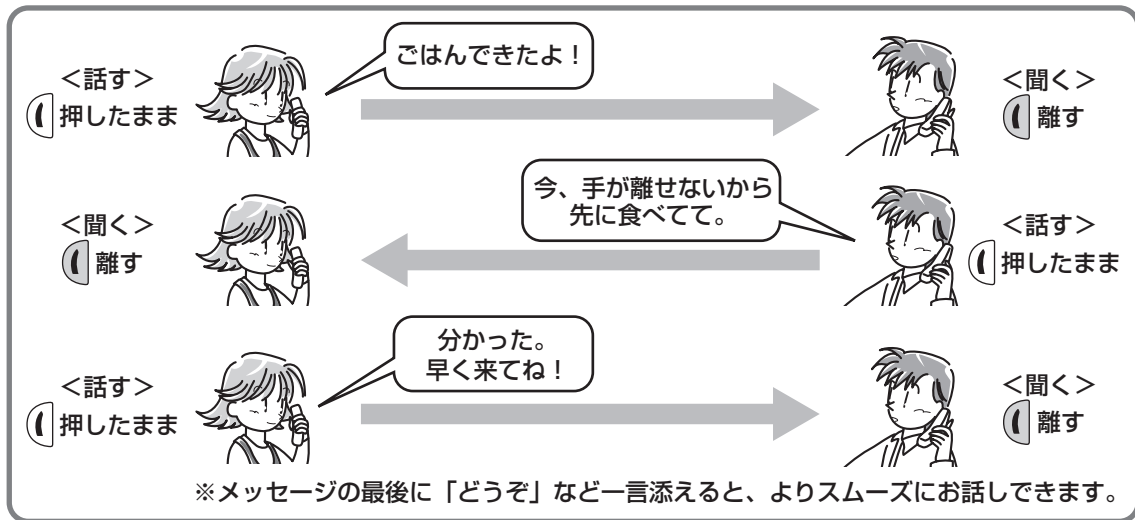 <話す>
押したまま
ごはんできたよ！
<聞く>
離す
<聞く>
離す
今、手が離せないから
先に食べてて。
<話す>
押したまま
<話す>
押したまま
分かった。
早く来てね！
<聞く>
離す
※メッセージの最後に「どうぞ」など一言添えると、よりスムーズにお話しできます。